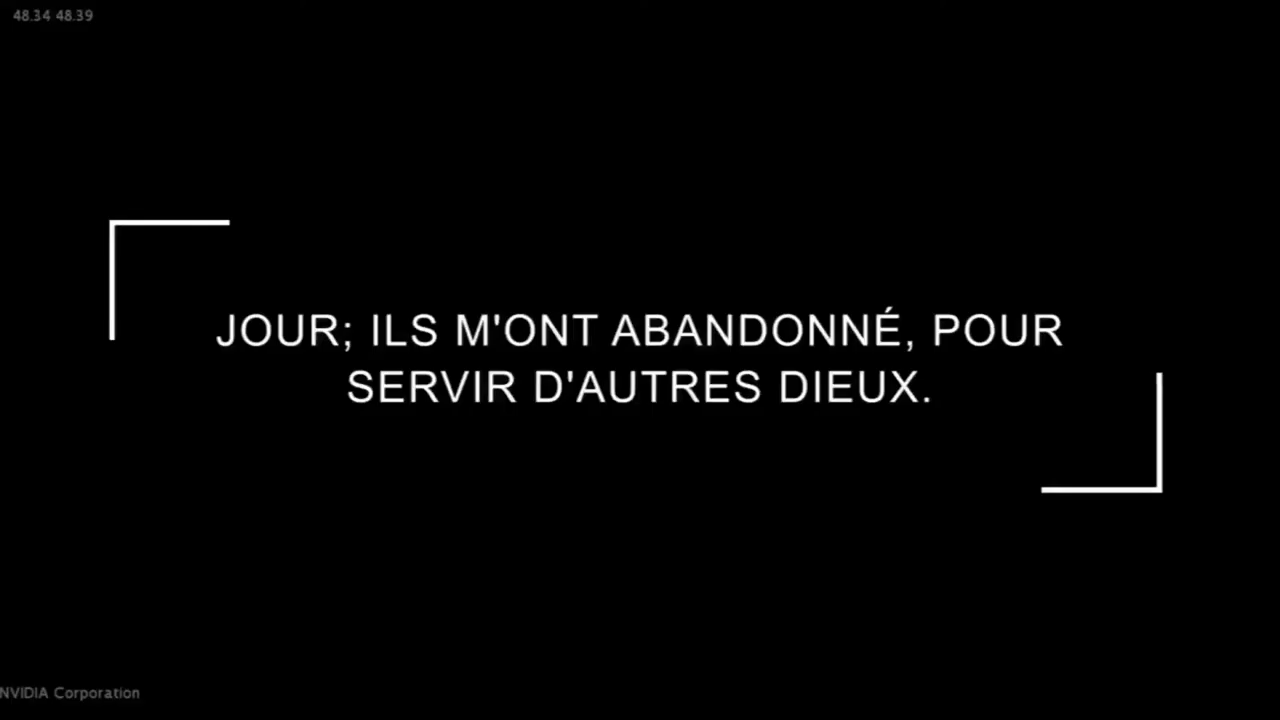 48.34 48.39
JOUR; ILS M'ONT ABANDONNÉ, POUR
SERVIR D'AUTRES DIEUX.
NVIDIA Corporation